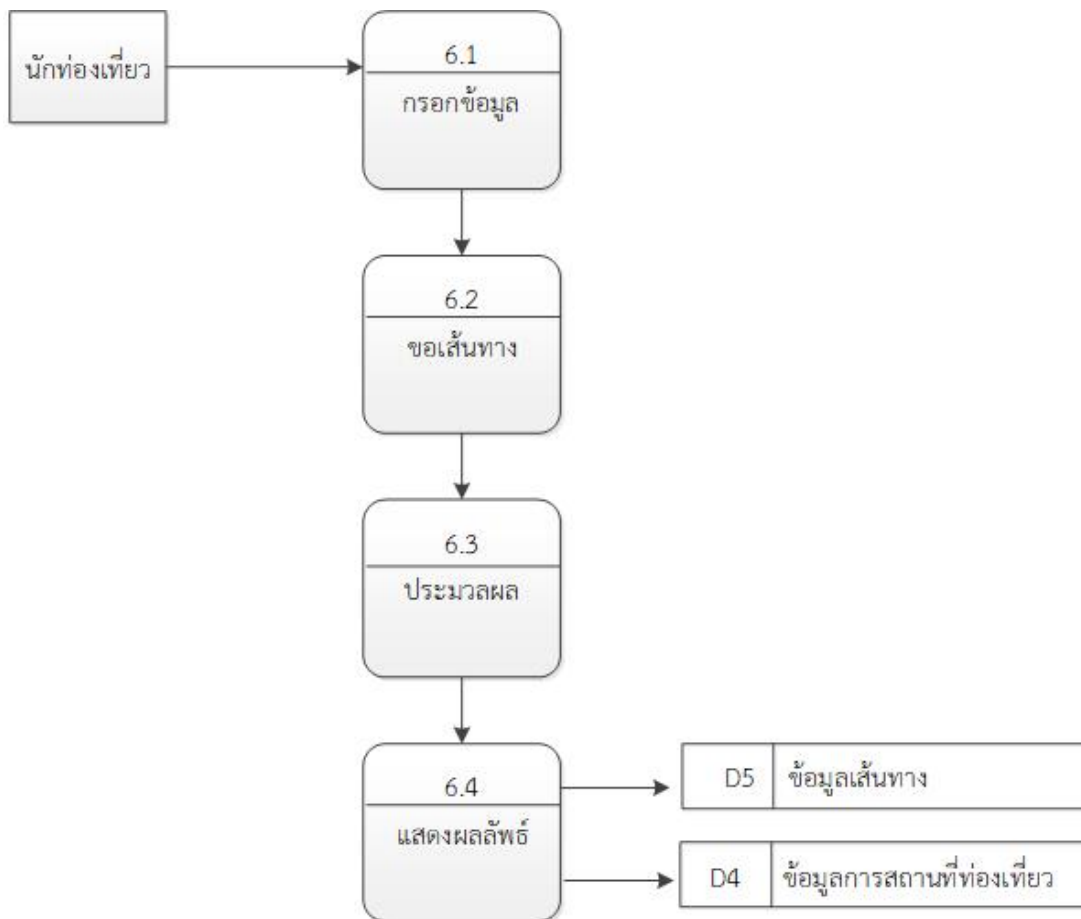 นักท่องเที่ยว
6.1
กรอกข้อมูล
6.2
ขอเส้นทาง
6.3
ประมวลผล
6.4
แสดงผลลัพธ์
D5 ข้อมูลเส้นทาง
D4 ข้อมูลการสถานที่ท่องเที่ยว